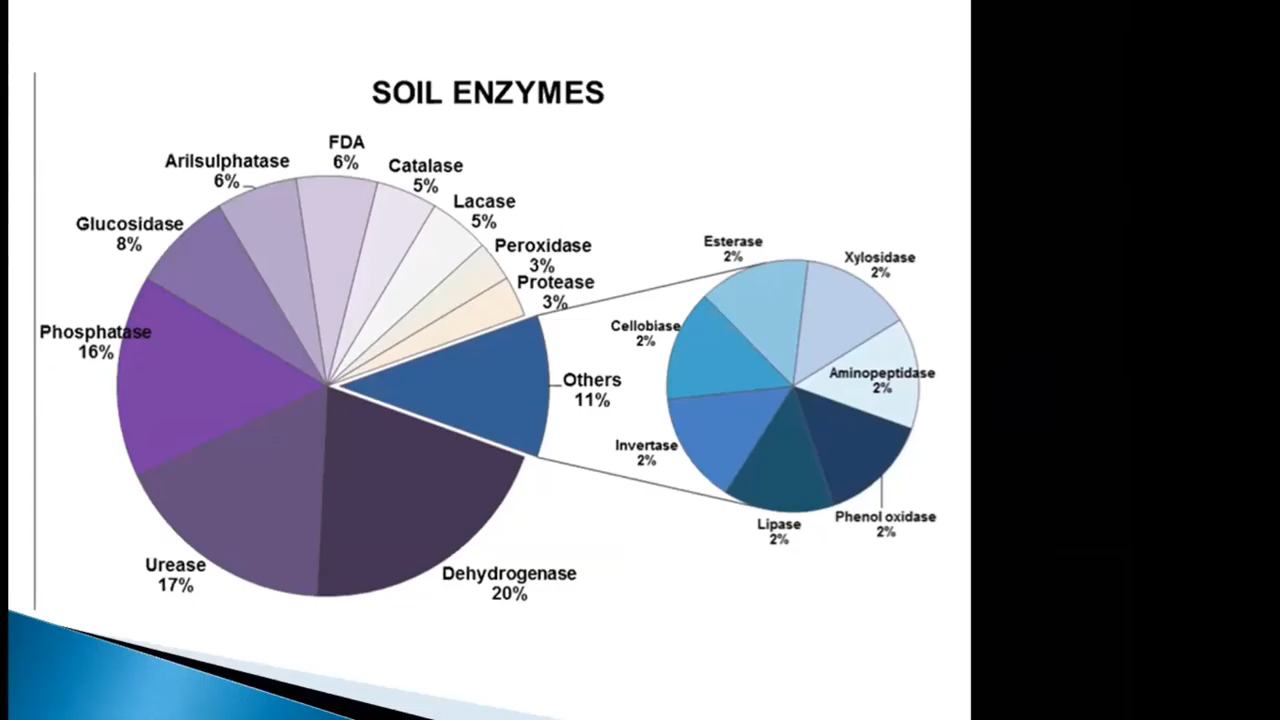 SOIL ENZYMES
FDA
6%
Arilsulphatase
6%
Catalase
5%
Lacase
5%
Glucosidase
8%
Peroxidase
3%
Protease
3%
Phosphatase
16%
Others
11%
Urease
17%
Dehydrogenase
20%
Esterase
2%
Xylosidase
2%
Cellobiase
2%
Aminopeptidase
2%
Invertase
2%
Lipase
2%
Phenol oxidase
2%